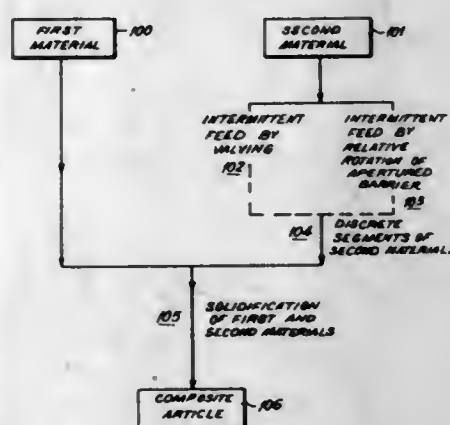 FIRST
MATERIAL
100
SECOND
MATERIAL
101
INTERMITTENT
FEED BY
VALVING
102
INTERMITTENT
FEED BY
RELATIVE
ROTATION OF
APERTURED
BARRIER
103
104
DISCRETE
SEGMENTS OF
SECOND MATERIAL
105
SOLIDIFICATION
OF FIRST AND
SECOND MATERIALS
COMPOSITE
ARTICLE
106